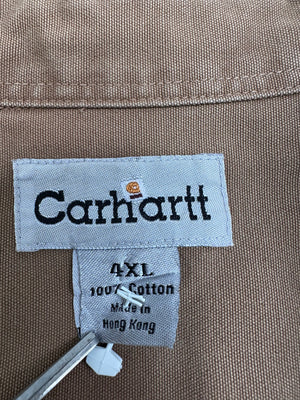 Carhartt
4XL
100% Cotton
Made in
Hong Kong